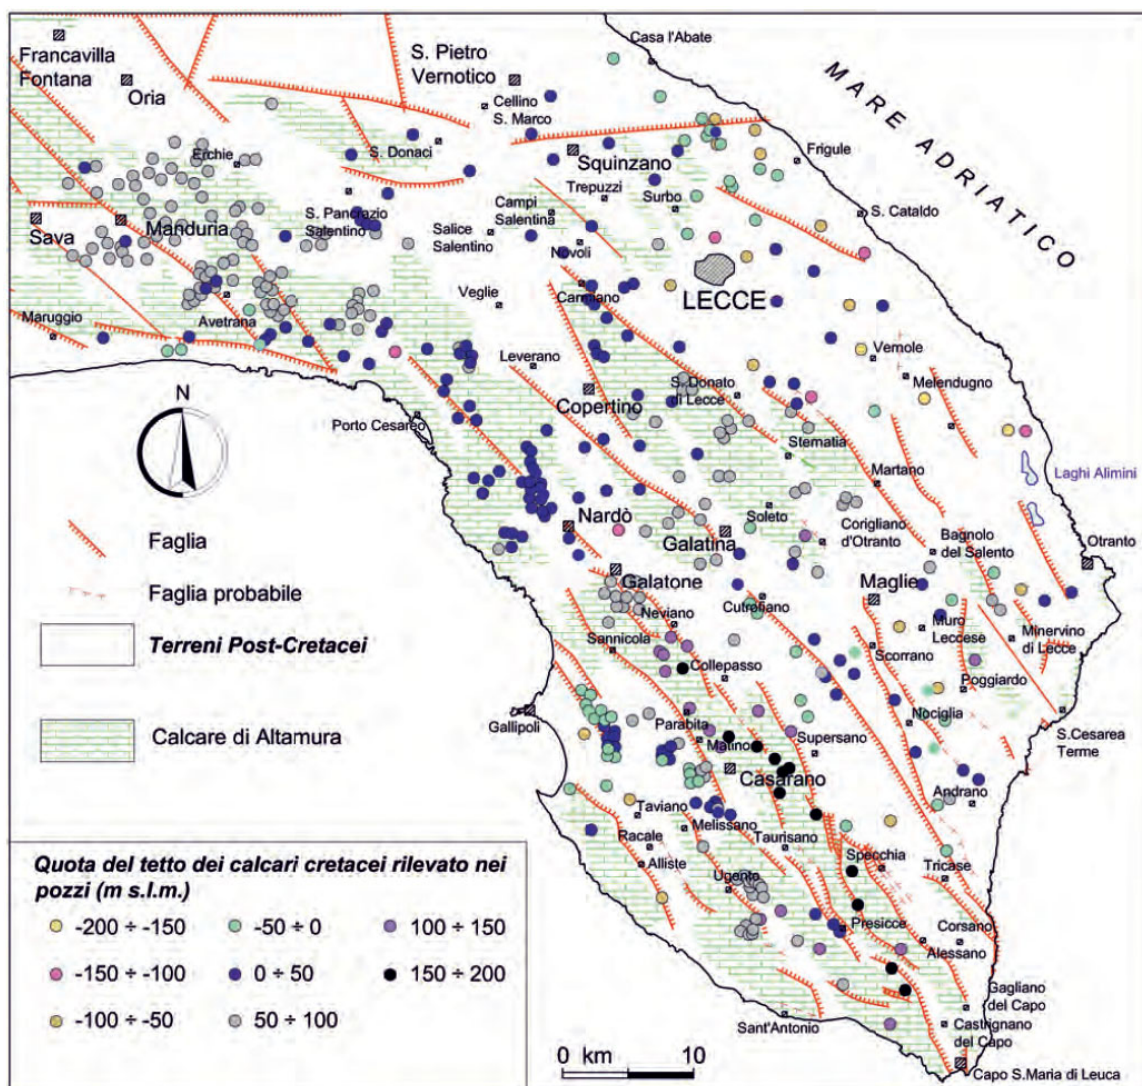 Casa l'Abate
Francavilla
Fontana
Oria
S. Pietro
Vernotico
Cellino
S. Marco
MARE ADRIATICO
S. Donaci
Erchie
Squinzano
Frigule
Trepuzzi
Surbo
Campi
Salentina
S. Cataldo
Sava
Manduria
S. Pancrazio
Salentino
Salice
Salentino
Novoli
LECCE
Carmiano
Veglie
Avetrana
Maruggio
Vernole
Melendugno
Leverano
Copertino
S. Donato
di Lecce
Porto Cesareo
N
Sternatia
Martano
Laghi Alimini
Soleto
Nardò
Galatina
Corigliano
d'Otranto
Bagnolo
del Salento
Otranto
Galatone
Maglie
Cutrofiano
Neviano
Muro
Leccese
Minervino
di Lecce
Sannicola
Scorrano
Collepasso
Poggiardo
Gallipoli
Parabita
Nociglia
S.Cesarea
Terme
Matino
Supersano
Casarano
Andrano
Taviano
Melissano
Racale
Taurisano
Alliste
Specchia
Tricase
Ugento
Presicce
Corsano
Alessano
Gagliano
del Capo
Sant'Antonio
Castrignano
del Capo
Capo S.Maria di Leuca
Faglia
Faglia probabile
Terreni Post-Cretacei
Calcare di Altamura
Quota del tetto dei calcari cretacei rilevato nei
pozzi (m s.l.m.)
-200 ÷ -150
-50 ÷ 0
100 ÷ 150
-150 ÷ -100
0 ÷ 50
150 ÷ 200
-100 ÷ -50
50 ÷ 100
0 km 10